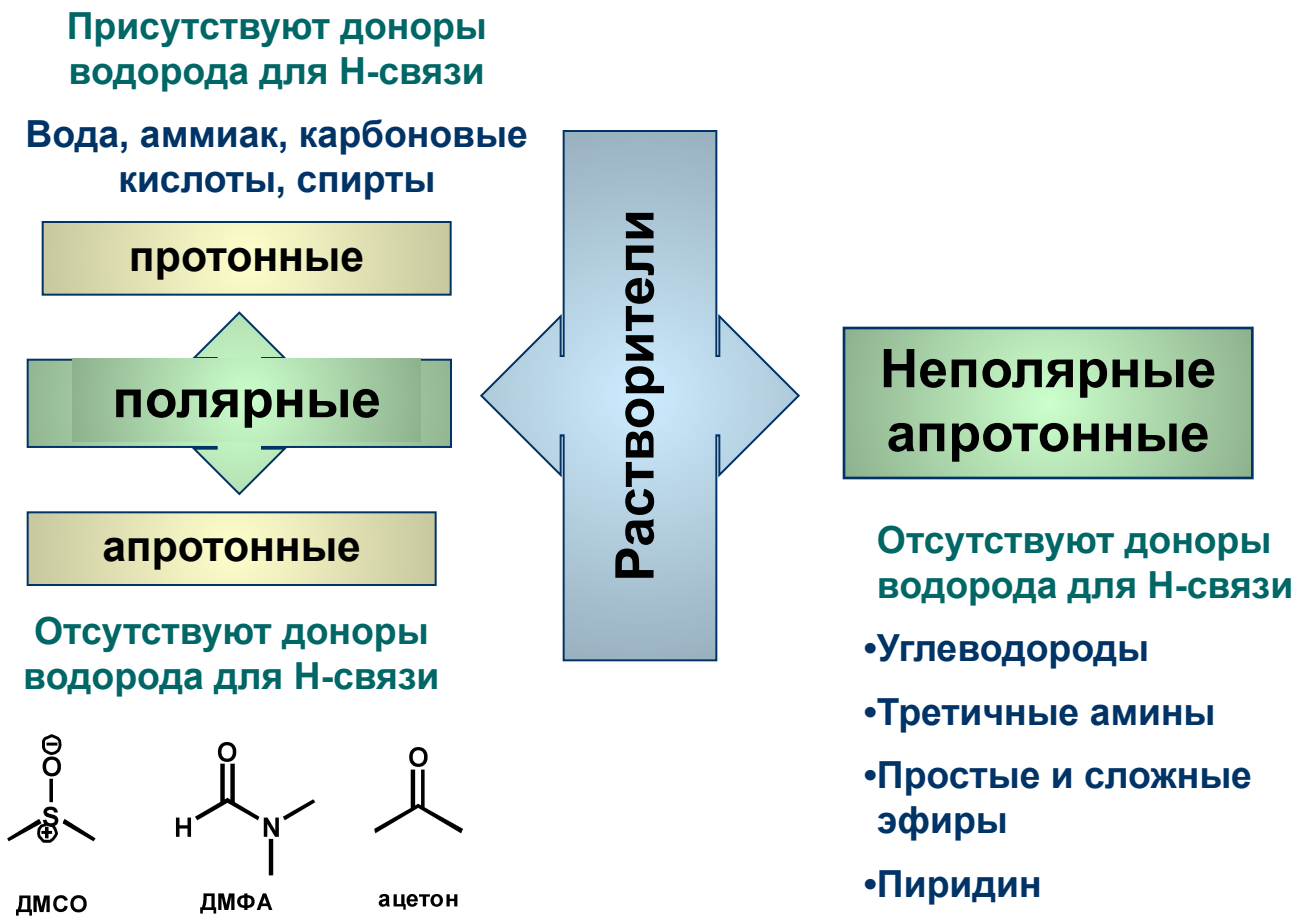 Присутствуют доноры
водорода для Н-связи
Вода, аммиак, карбоновые
кислоты, спирты
протонные
полярные
апротонные
Отсутствуют доноры
водорода для Н-связи
⊖
O
S
⊕
ДМСО
O
H
N
ДМФА
O
ацетон
Растворители
Неполярные
апротонные
Отсутствуют доноры
водорода для Н-связи
•Углеводороды
•Третичные амины
•Простые и сложные
эфиры
•Пиридин